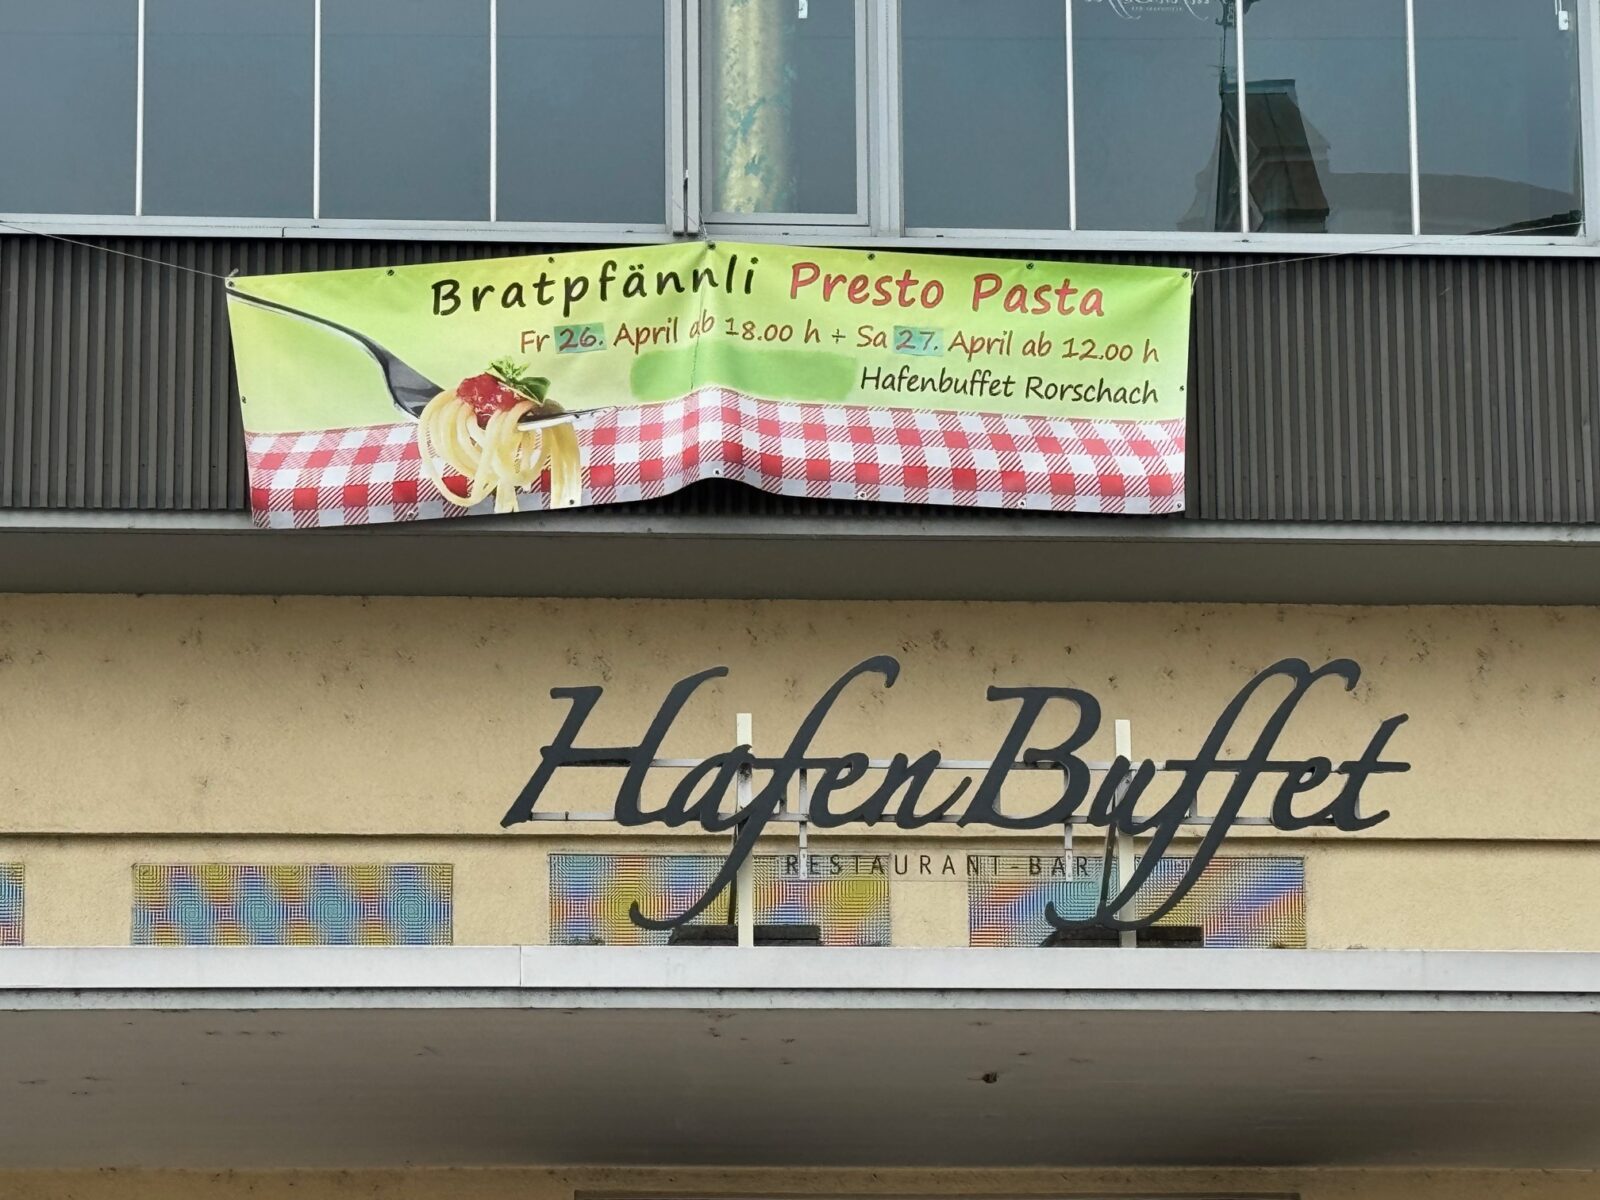 Bratpfännli Presto Pasta
Fr 26. April ab 18.00 h + Sa 27. April ab 12.00 h
Hafenbuffet Rorschach
HafenBuffet
RESTAURANT-BAR